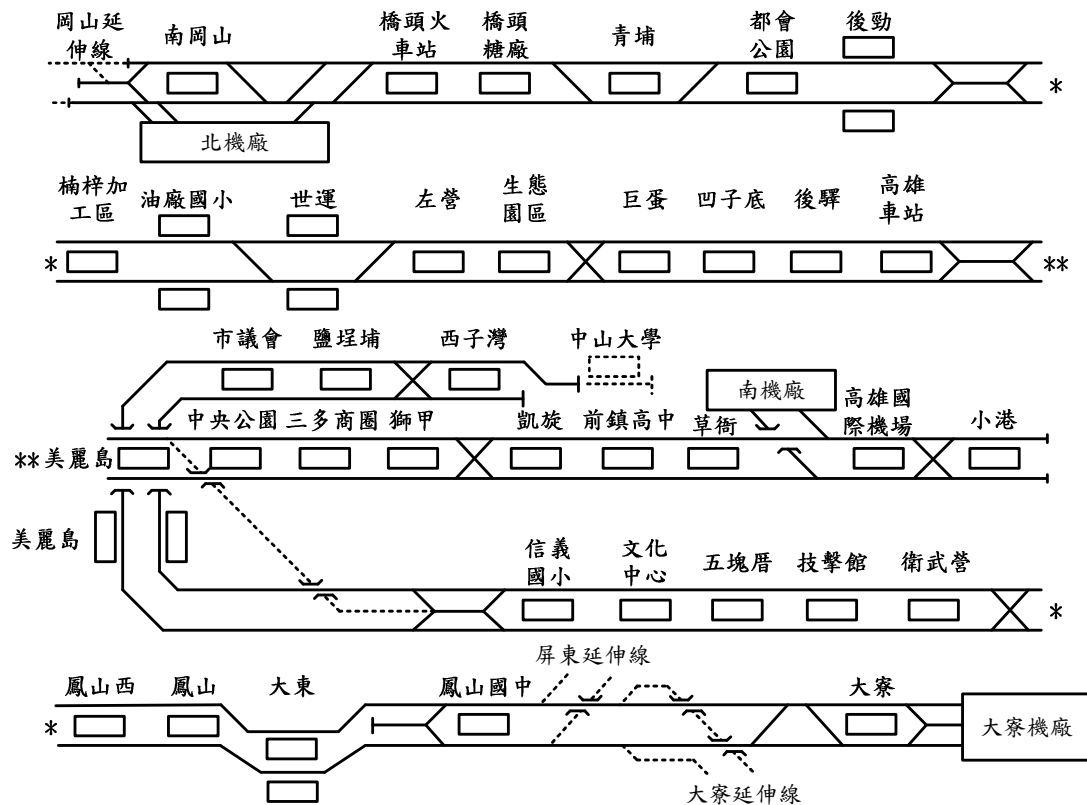 岡山延
伸線
南岡山
橋頭火
車站
橋頭
糖廠
青埔
都會
公園
後勁
*
北機廠
楠梓加
工區
油廠國小
世運
左營
生態
園區
巨蛋
凹子底
後驛
高雄
車站
*
**
市議會
鹽埕埔
西子灣
中山大學
南機廠
中央公園
三多商圈
獅甲
凱旋
前鎮高中
草衙
高雄國
際機場
小港
**美麗島
美麗島
信義
國小
文化
中心
五塊厝
技擊館
衛武營
*
屏東延伸線
鳳山西
鳳山
大東
鳳山國中
大寮
*
大寮機廠
大寮延伸線